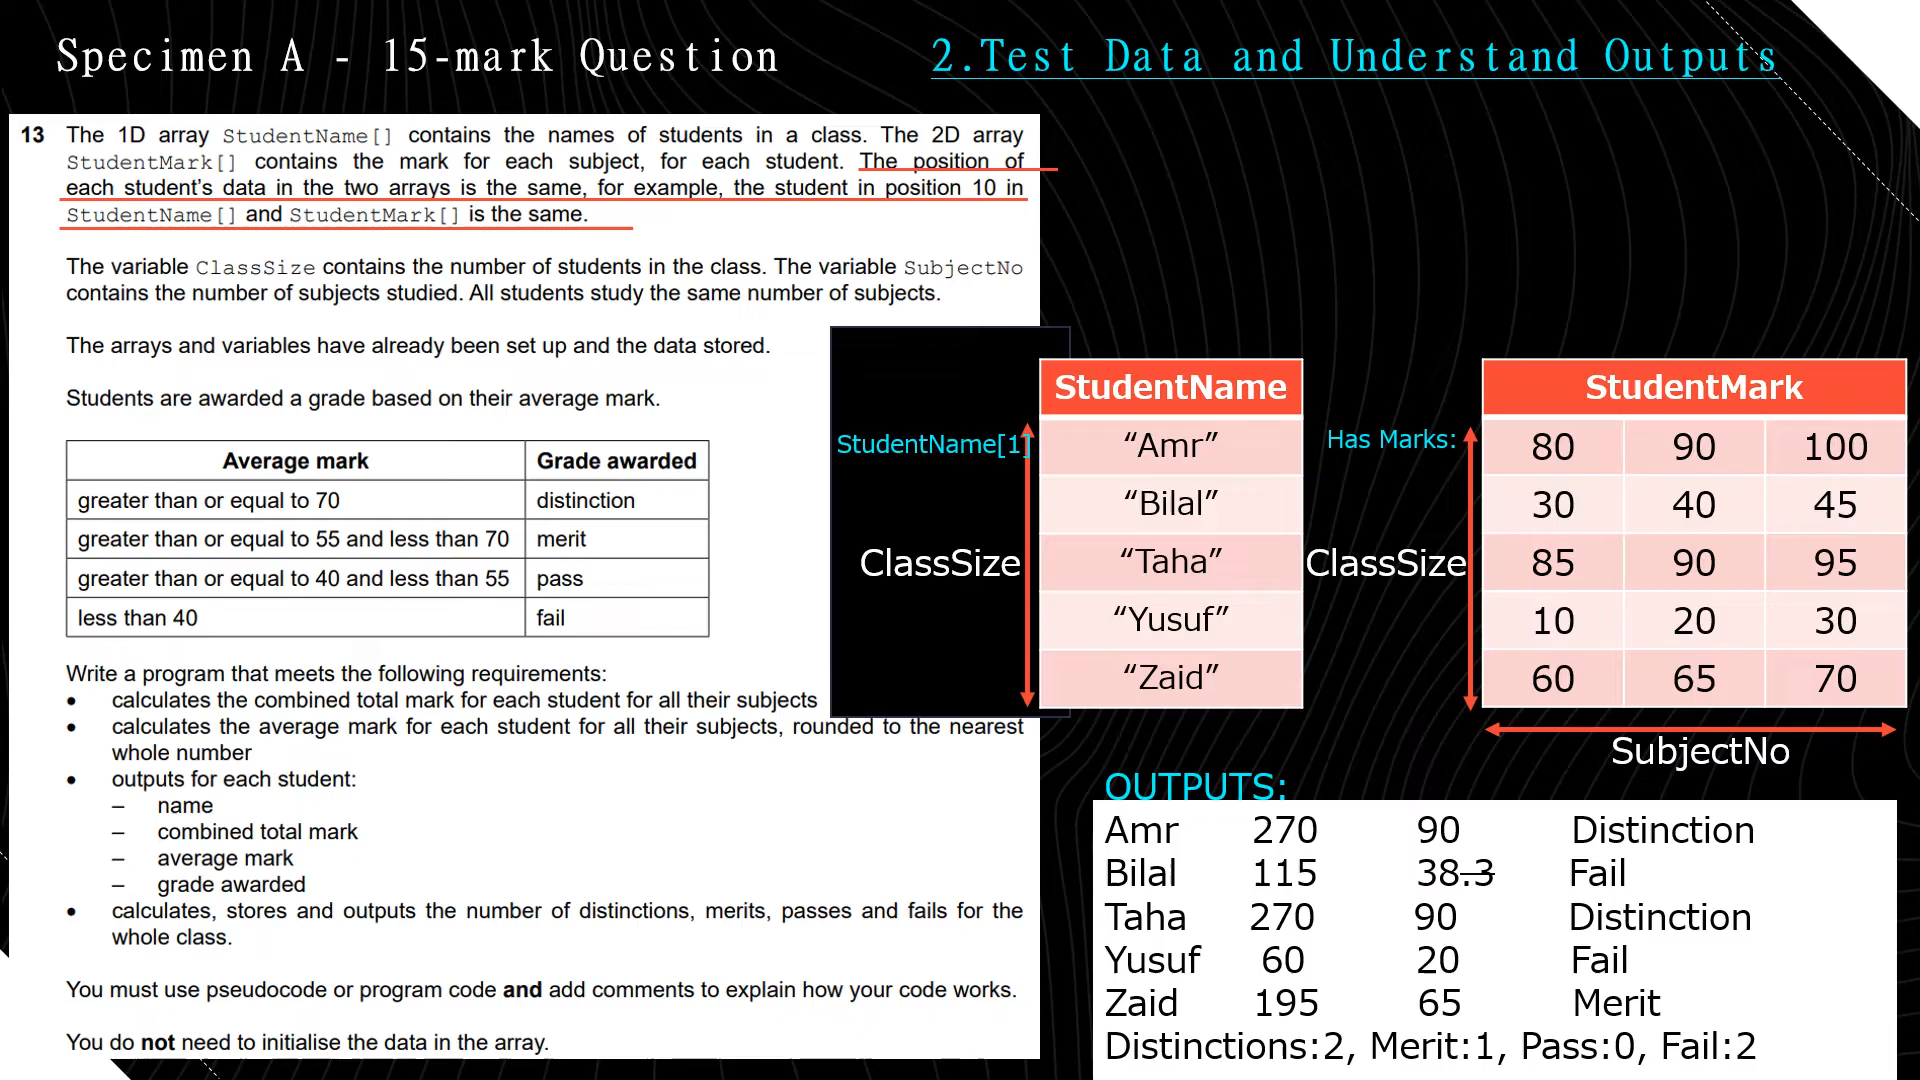 Specimen A - 15-mark Question
2.Test Data and Understand Outputs
13 The 1D array StudentName[] contains the names of students in a class. The 2D array
StudentMark[] contains the mark for each subject, for each student. The position of
each student's data in the two arrays is the same, for example, the student in position 10 in
StudentName[] and StudentMark[] is the same.
The variable ClassSize contains the number of students in the class. The variable SubjectNo
contains the number of subjects studied. All students study the same number of subjects.
The arrays and variables have already been set up and the data stored.
Students are awarded a grade based on their average mark.
Average mark Grade awarded
greater than or equal to 70 distinction
greater than or equal to 55 and less than 70 merit
greater than or equal to 40 and less than 55 pass
less than 40 fail
Write a program that meets the following requirements:
• calculates the combined total mark for each student for all their subjects
• calculates the average mark for each student for all their subjects, rounded to the nearest
whole number
• outputs for each student:
– name
– combined total mark
– average mark
– grade awarded
• calculates, stores and outputs the number of distinctions, merits, passes and fails for the
whole class.
You must use pseudocode or program code and add comments to explain how your code works.
You do not need to initialise the data in the array.
StudentName
StudentName[1]
“Amr”
“Bilal”
ClassSize
“Taha”
“Yusuf”
“Zaid”
StudentMark
Has Marks:
80 90 100
30 40 45
ClassSize
85 90 95
10 20 30
60 65 70
SubjectNo
OUTPUTS:
Amr 270 90 Distinction
Bilal 115 38.3 Fail
Taha 270 90 Distinction
Yusuf 60 20 Fail
Zaid 195 65 Merit
Distinctions:2, Merit:1, Pass:0, Fail:2